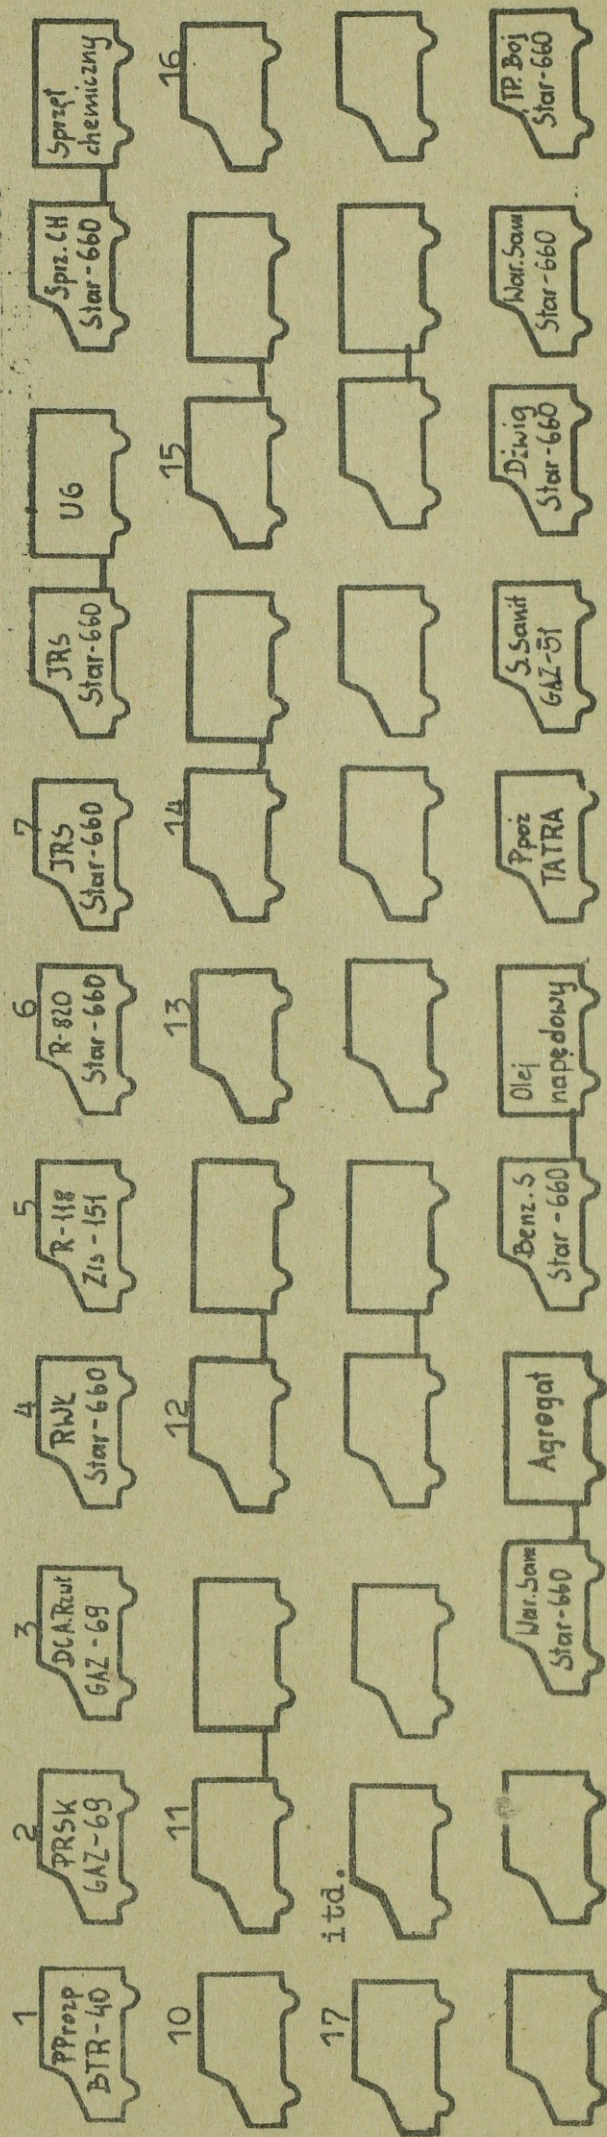 1
PProzp
BTR-40
2
PRSK
GAZ-69
3
DCA.Rzut
GAZ-69
4
RWK
Star-660
5
R-118
Zis-151
6
R-820
Star-660
7
JRS
Star-660
JRS
Star-660
UG
Sprz. CH
Star-660
Sprzęt
chemiczny
10
11
12
13
14
15
16
17
itd.
War.Sam
Star-660
Agregat
Benz. S
Star-660
Olej
napędowy
Ppoż
TATRA
S.Sanit
GAZ-51
Dźwig
Star-660
War.Sam
Star-660
TP.Boj
Star-660